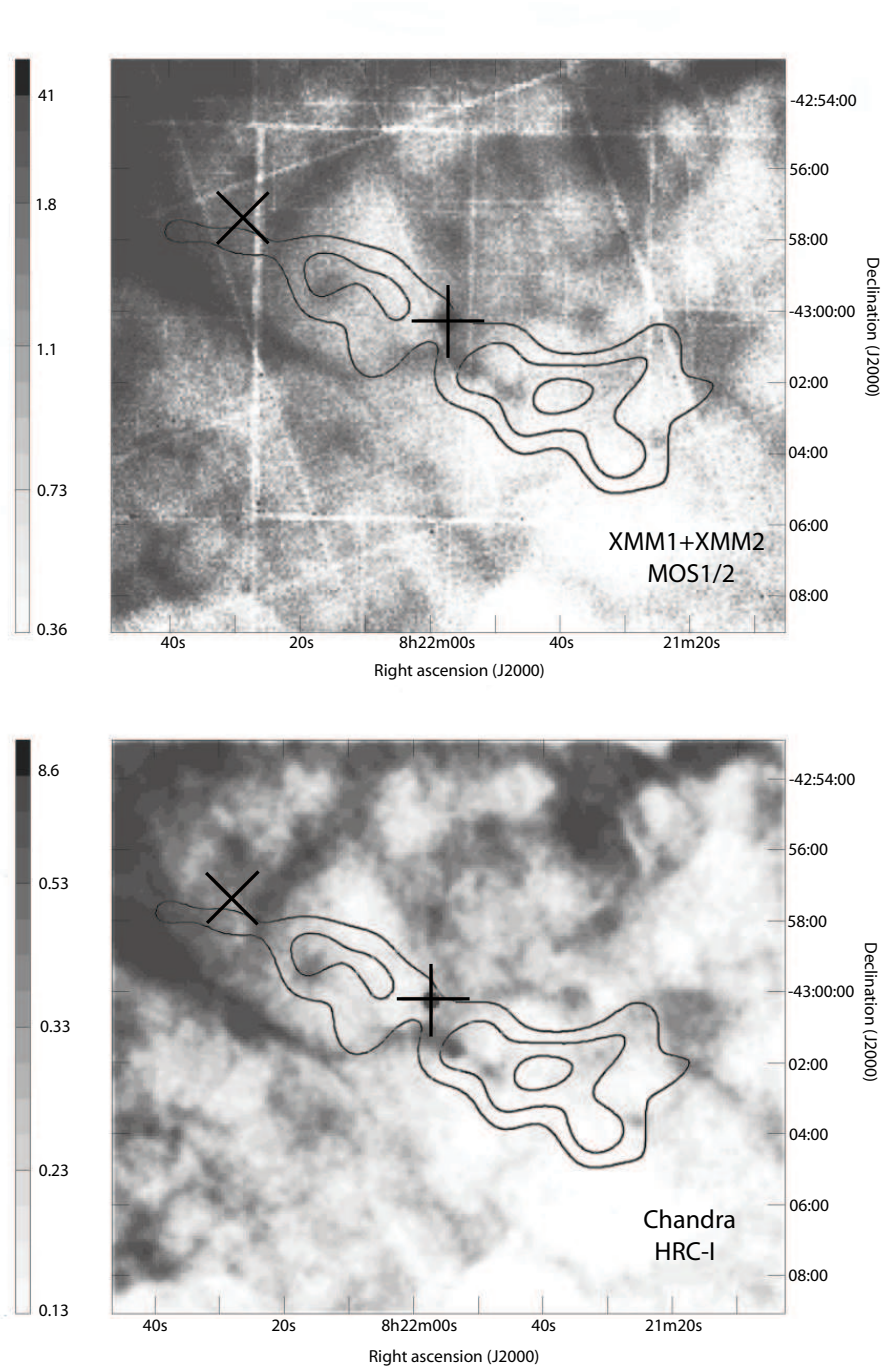 41
1.8
1.1
0.73
0.36
-42:54:00
56:00
58:00
-43:00:00
02:00
04:00
06:00
08:00
Declination (J2000)
XMM1+XMM2
MOS1/2
40s 20s 8h22m00s 40s 21m20s
Right ascension (J2000)
8.6
0.53
0.33
0.23
0.13
-42:54:00
56:00
58:00
-43:00:00
02:00
04:00
06:00
08:00
Declination (J2000)
Chandra
HRC-I
40s 20s 8h22m00s 40s 21m20s
Right ascension (J2000)